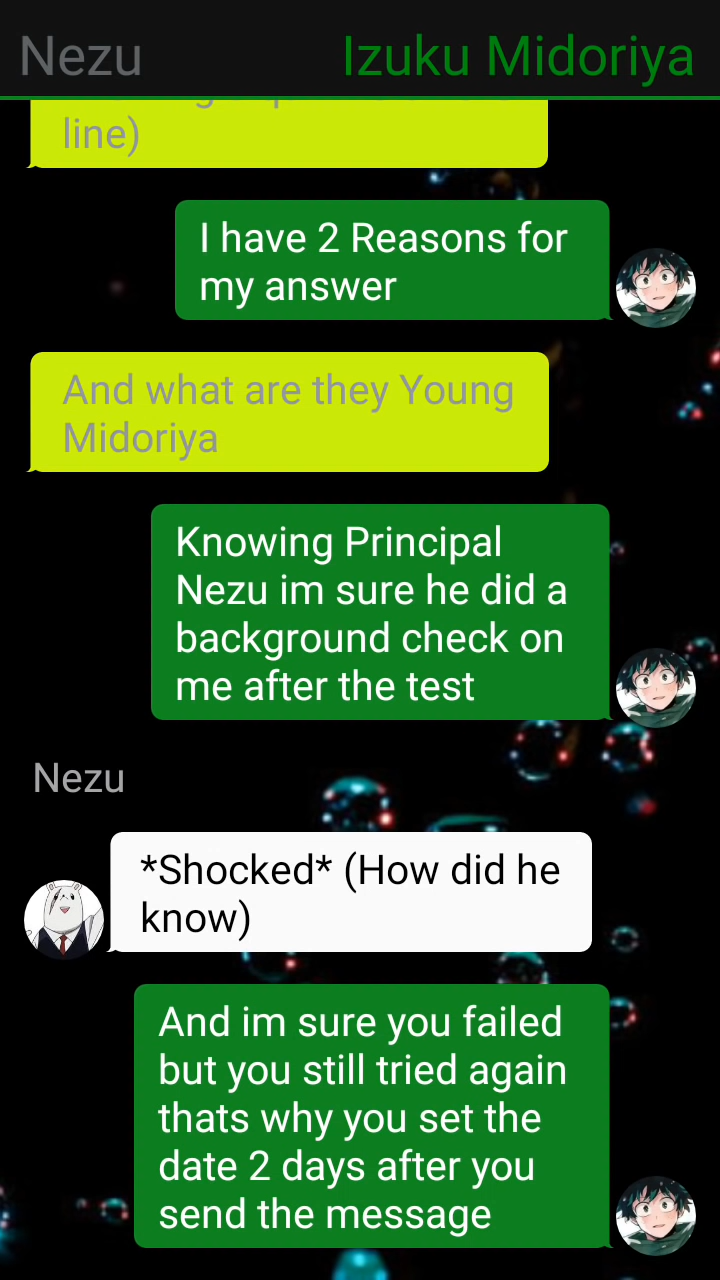 Nezu
Izuku Midoriya
line)
I have 2 Reasons for
my answer
And what are they Young
Midoriya
Knowing Principal
Nezu im sure he did a
background check on
me after the test
Nezu
*Shocked* (How did he
know)
And im sure you failed
but you still tried again
thats why you set the
date 2 days after you
send the message